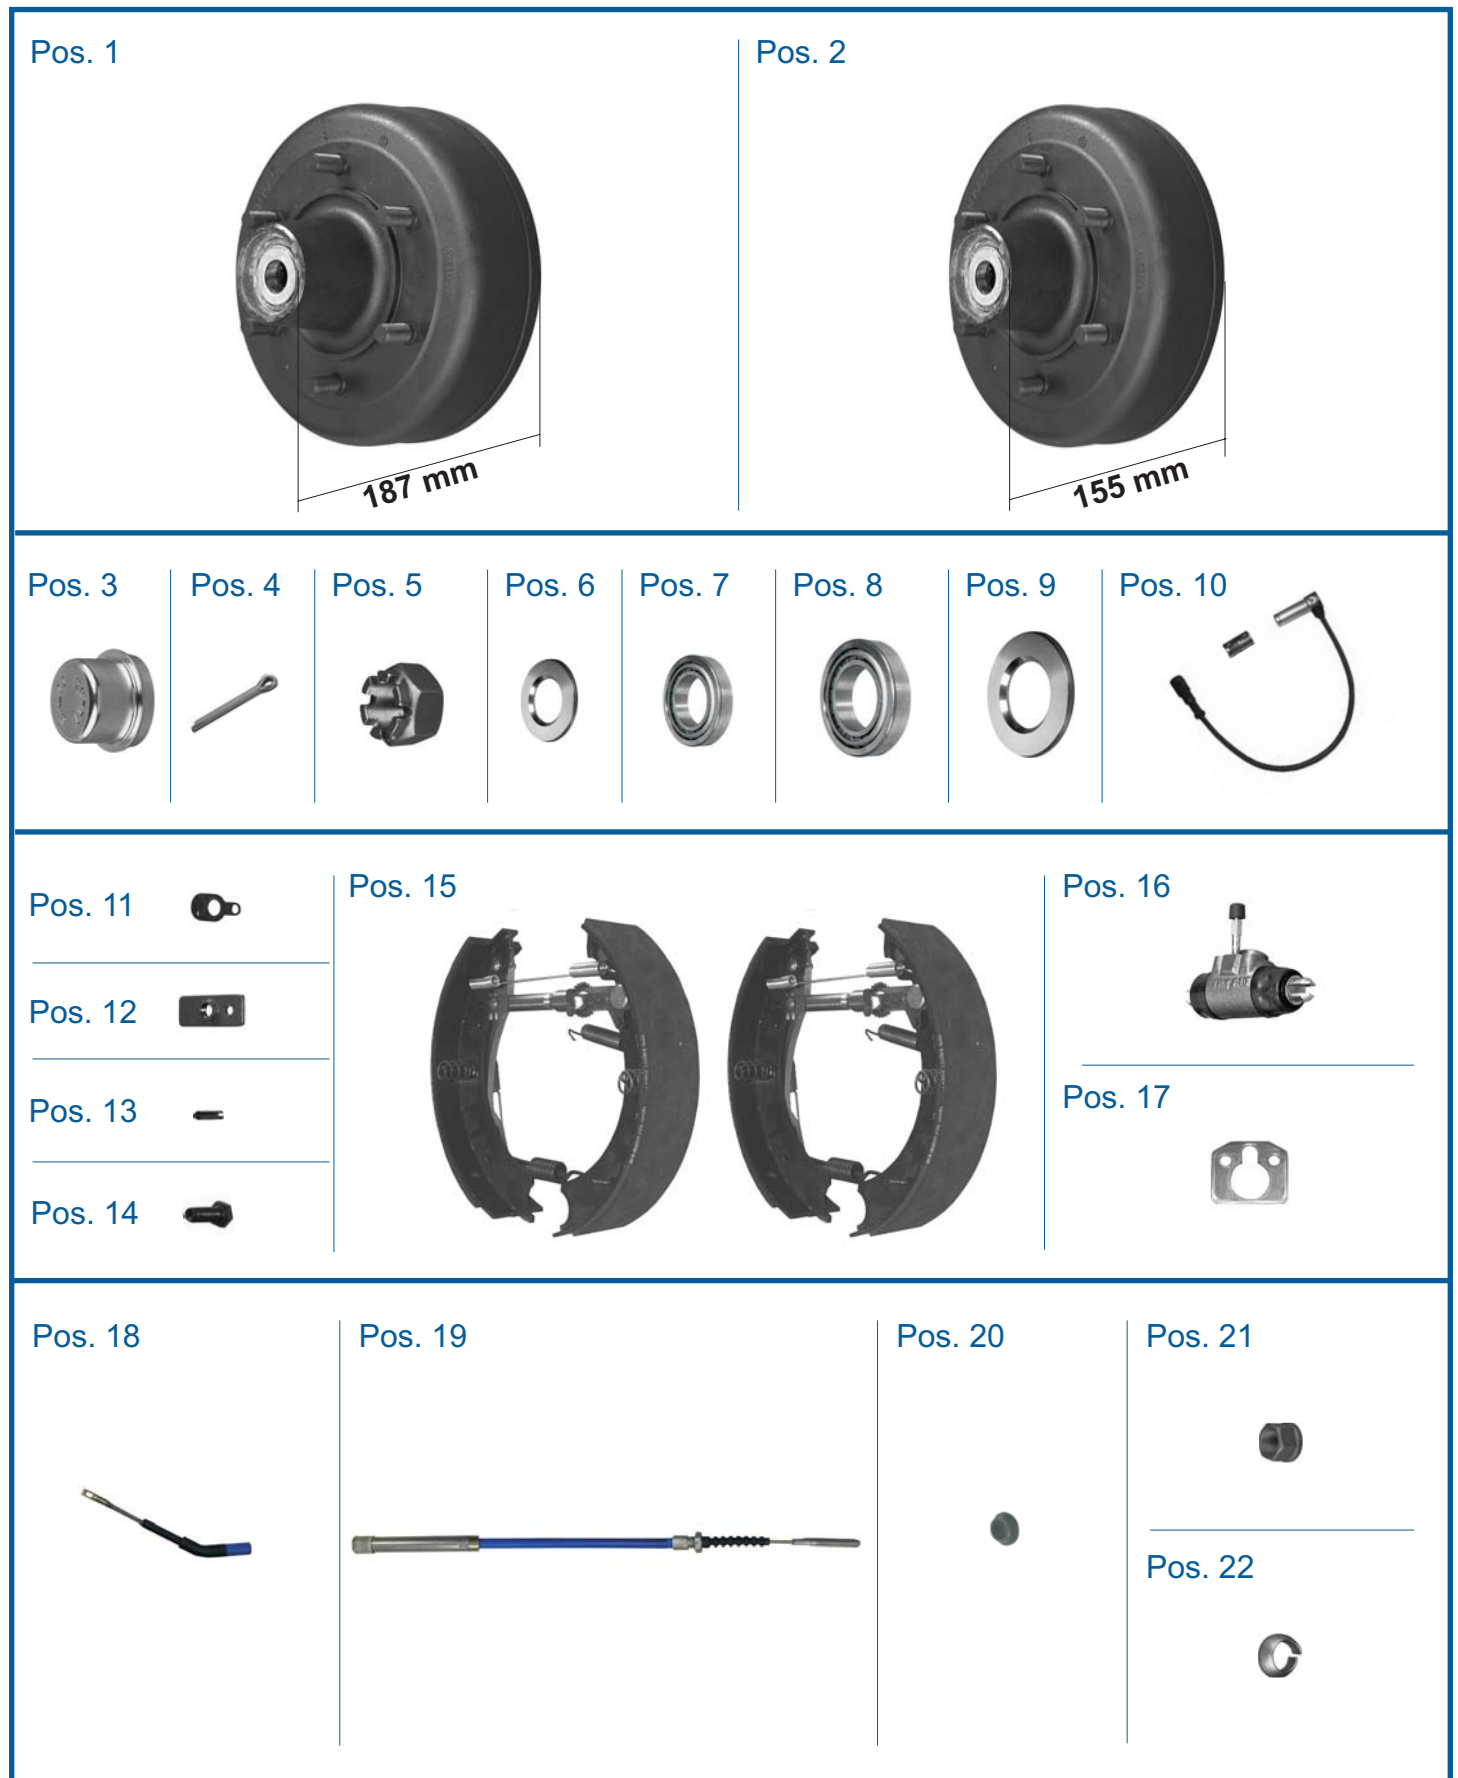 Pos. 1
Pos. 2
187 mm
155 mm
Pos. 3
Pos. 4
Pos. 5
Pos. 6
Pos. 7
Pos. 8
Pos. 9
Pos. 10
Pos. 11
Pos. 12
Pos. 13
Pos. 14
Pos. 15
Pos. 16
Pos. 17
Pos. 18
Pos. 19
Pos. 20
Pos. 21
Pos. 22